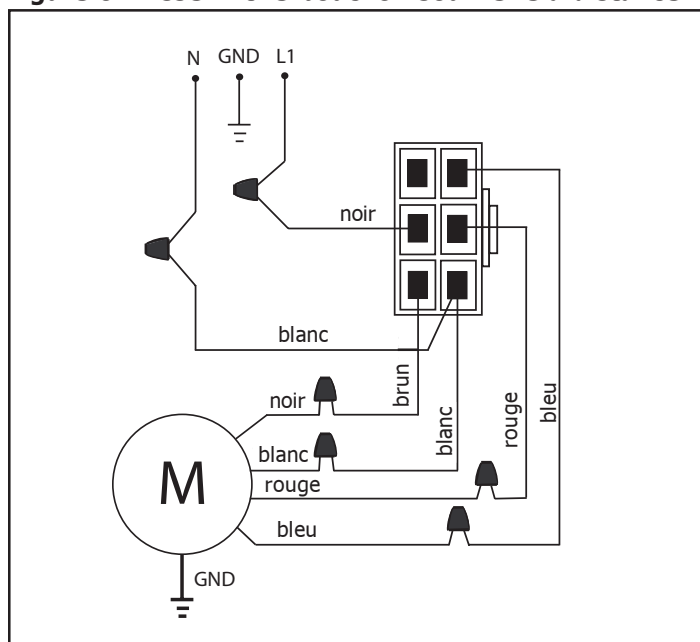 N GND L1
noir
blanc
brun
noir
blanc
rouge
bleu
blanc
rouge
bleu
M
GND